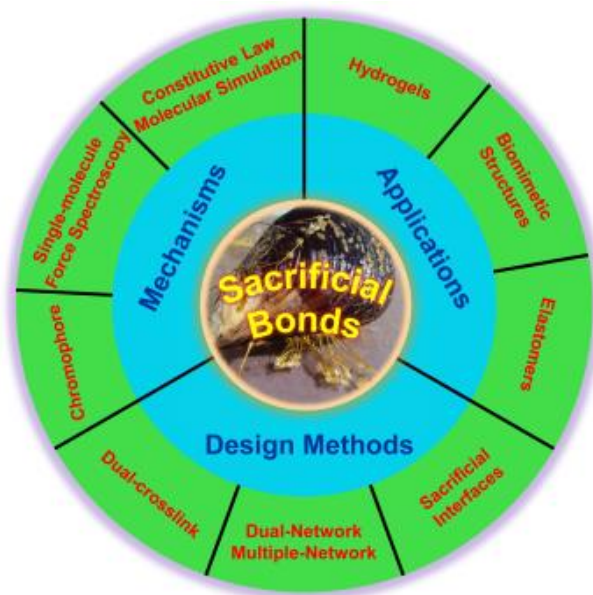 Sacrificial
Bonds
Mechanisms
Applications
Design Methods
Constitutive Law
Molecular Simulation
Hydrogels
Biomimetic
Structures
Elastomers
Sacrificial
Interfaces
Dual-Network
Multiple-Network
Dual-crosslink
Chromophore
Single-molecule
Force Spectroscopy